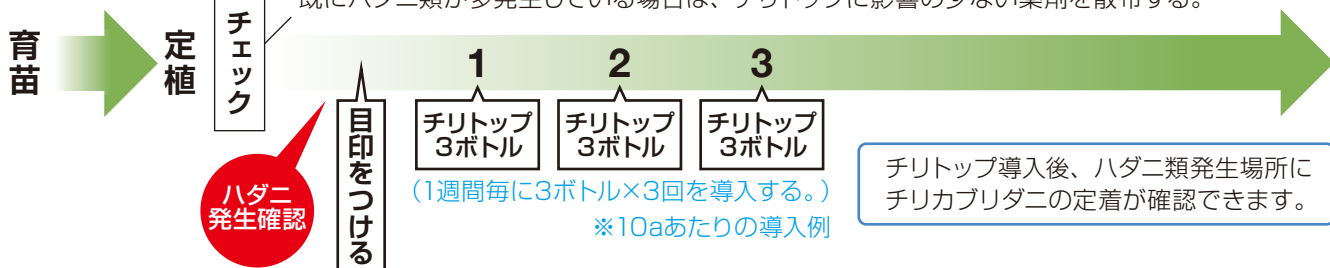 既にハダニ類が多発生している場合は、チリトップに影響の少ない薬剤を散布する。
育苗
定植
チェック
ハダニ
発生確認
目印をつける
1
チリトップ
3ボトル
2
チリトップ
3ボトル
3
チリトップ
3ボトル
（1週間毎に3ボトル×3回を導入する。）
※10aあたりの導入例
チリトップ導入後、ハダニ類発生場所に
チリカブリダニの定着が確認できます。